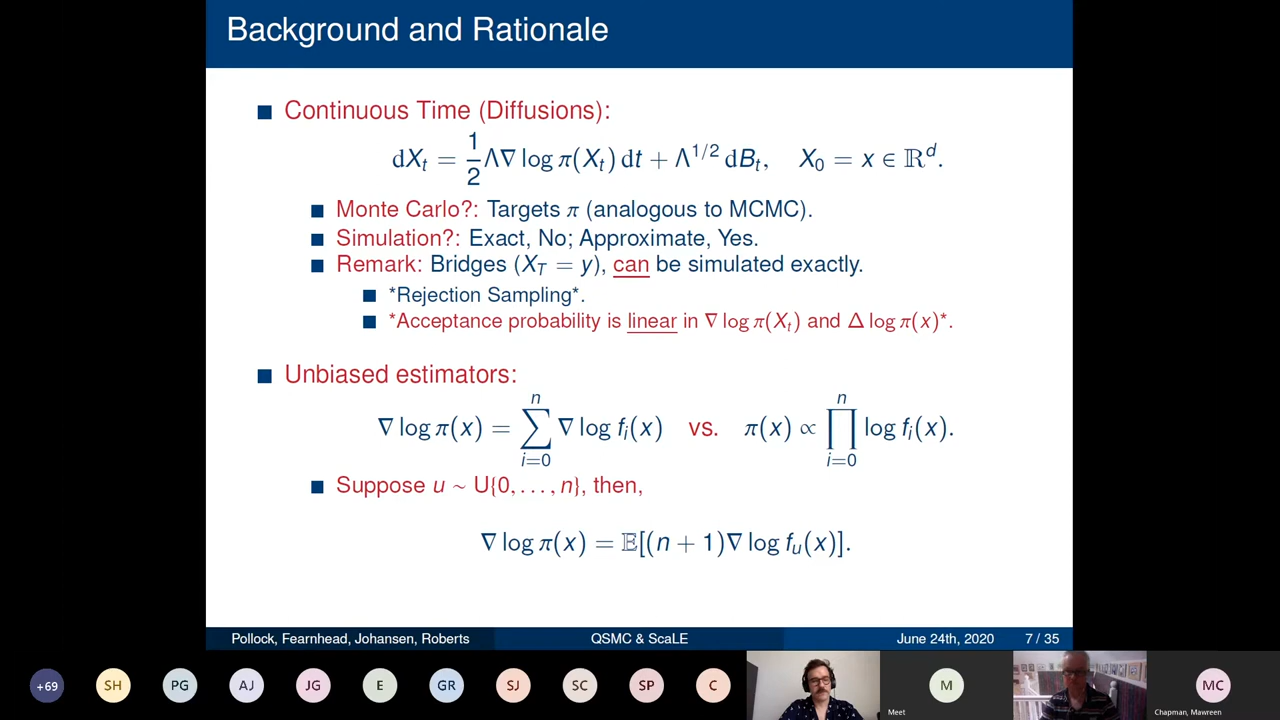 Background and Rationale
Continuous Time (Diffusions):
dX_t = 1/2 Λ∇ log π(X_t) dt + Λ^{1/2} dB_t, X_0 = x ∈ ℝ^d.
Monte Carlo?: Targets π (analogous to MCMC).
Simulation?: Exact, No; Approximate, Yes.
Remark: Bridges (X_T = y), can be simulated exactly.
*Rejection Sampling*.
*Acceptance probability is linear in ∇ log π(X_t) and Δ log π(x)*.
Unbiased estimators:
∇ log π(x) = ∑_{i=0}^{n} ∇ log f_i(x) vs. π(x) ∝ ∏_{i=0}^{n} log f_i(x).
Suppose u ~ U{0, . . . , n}, then,
∇ log π(x) = 𝔼[(n + 1)∇ log f_u(x)].
Pollock, Fearnhead, Johansen, Roberts QSMC & ScaLE June 24th, 2020 7 / 35
+69 SH PG AJ JG E GR SJ SC SP C M MC
Meet Chapman, Mawreen